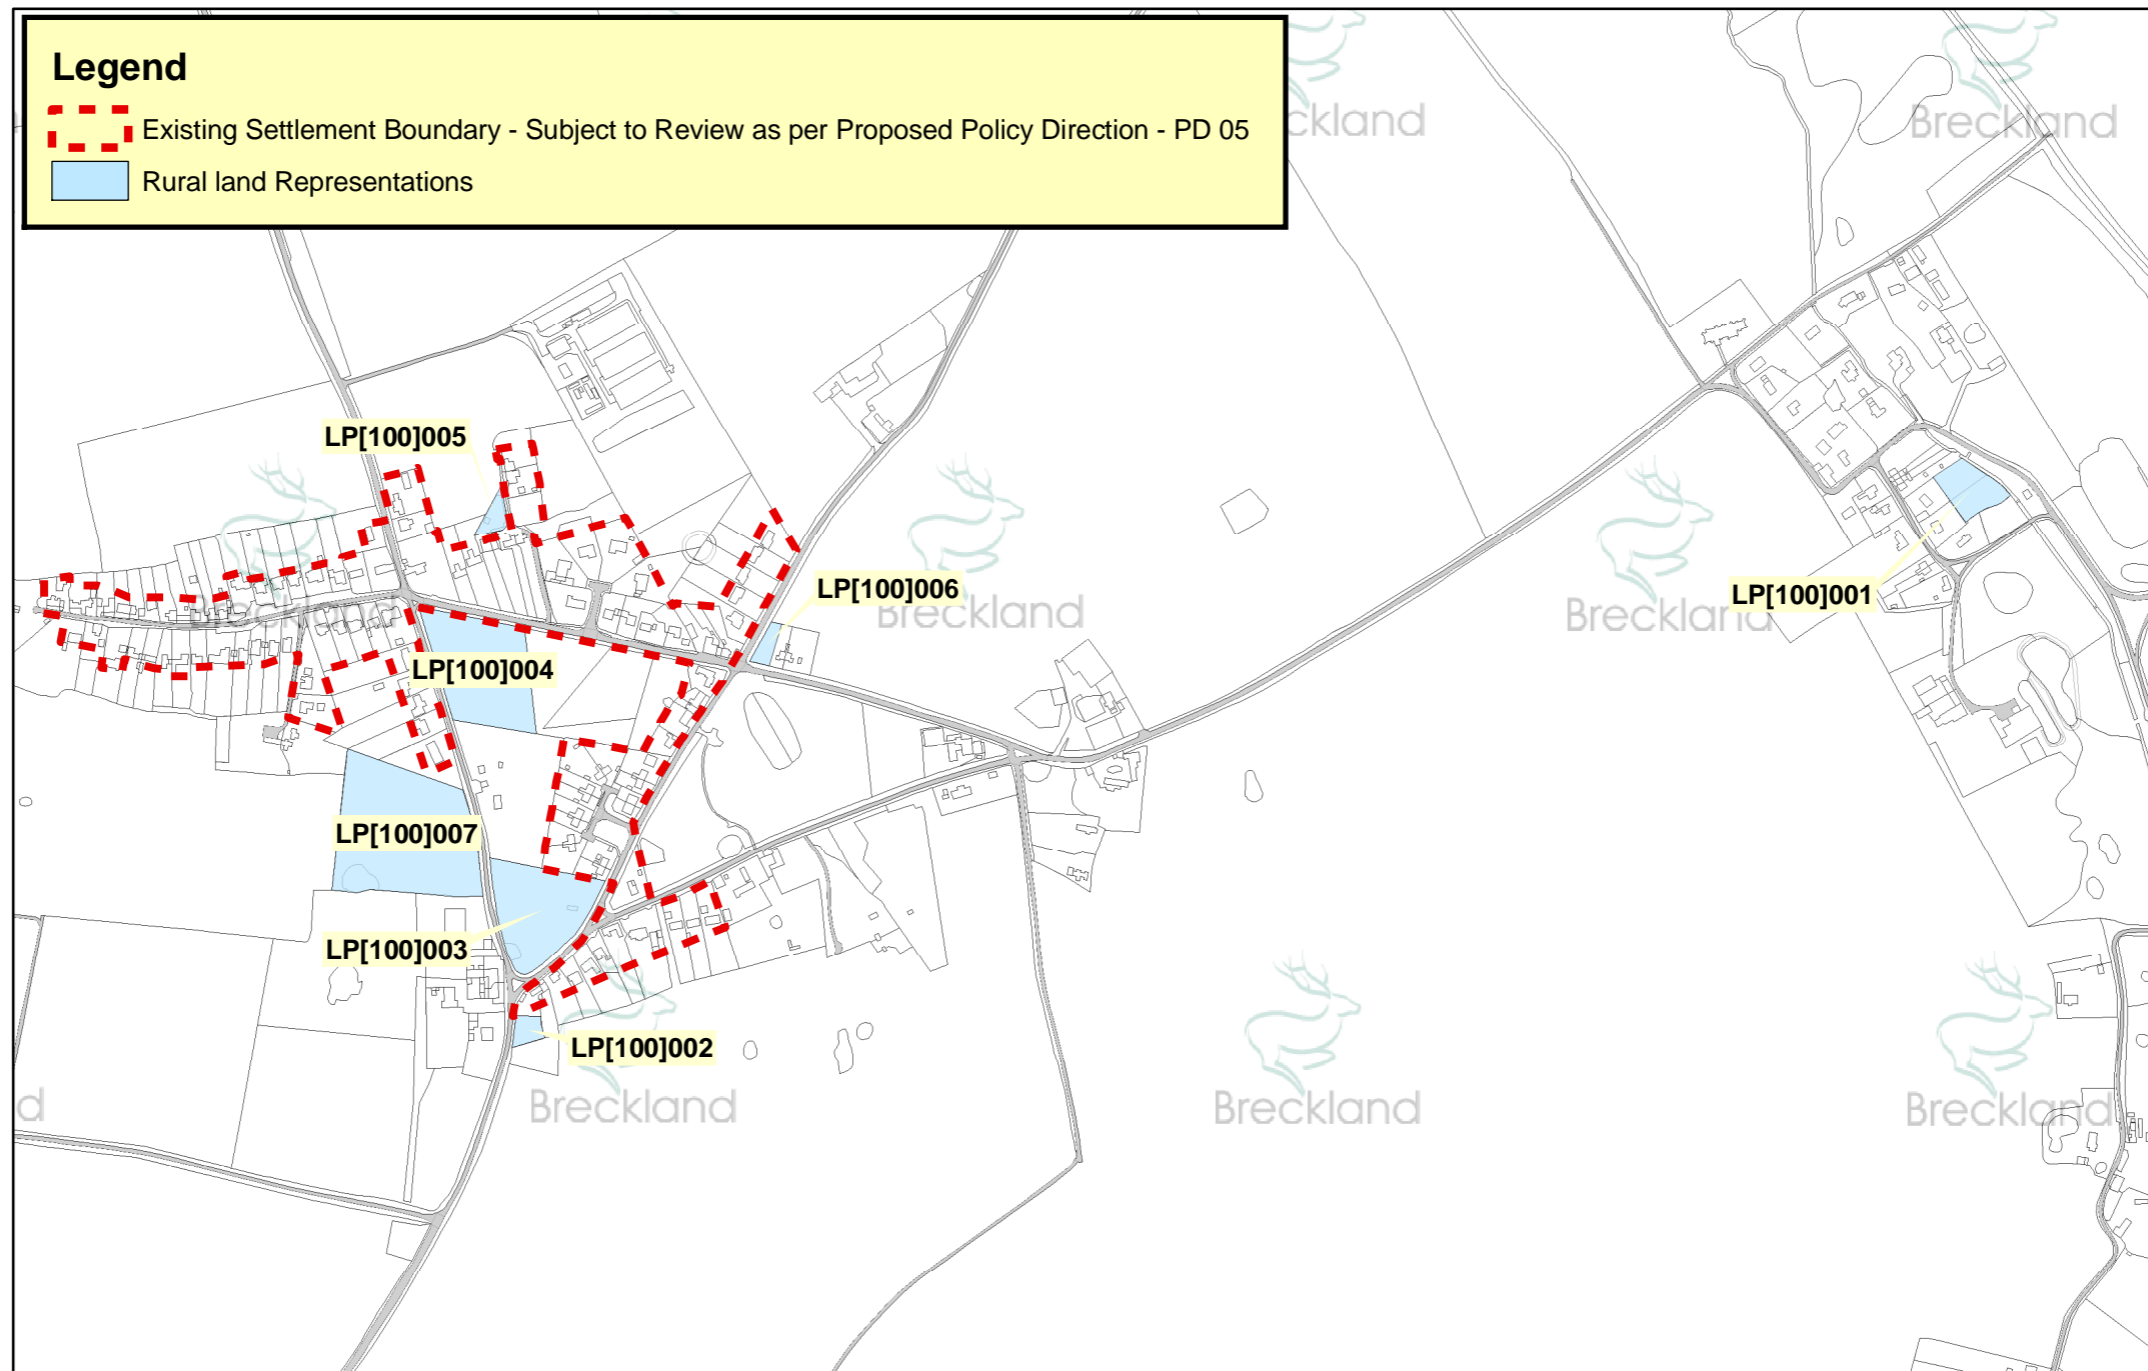 Legend
Existing Settlement Boundary - Subject to Review as per Proposed Policy Direction - PD 05
Rural land Representations
ckland
Breckland
LP[100]005
LP[100]006
Breckland
Breckland
Breckland
LP[100]001
LP[100]004
LP[100]007
LP[100]003
LP[100]002
d
Breckland
Breckland
Breckland